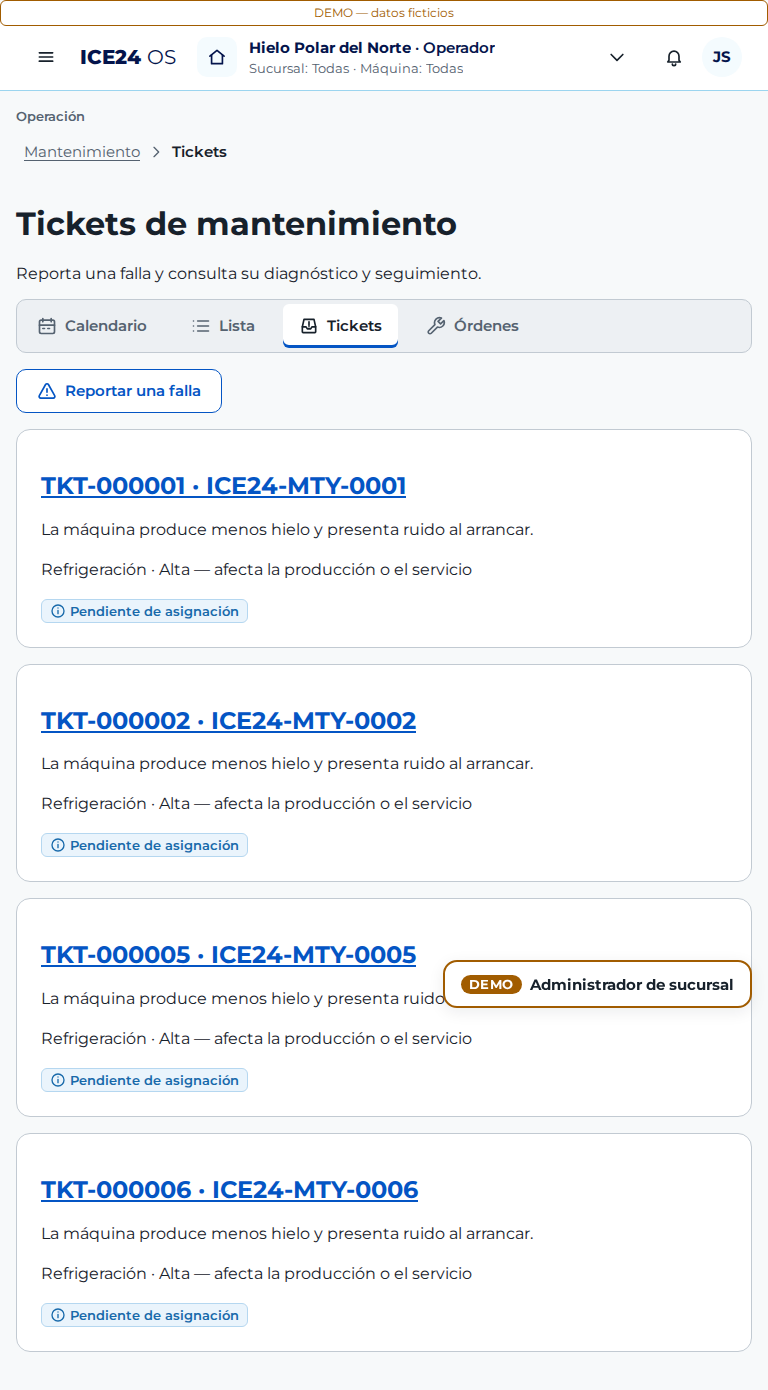 DEMO — datos ficticios
ICE24 OS
Hielo Polar del Norte · Operador
Sucursal: Todas · Máquina: Todas
JS
Operación
Mantenimiento > Tickets
Tickets de mantenimiento
Reporta una falla y consulta su diagnóstico y seguimiento.
Calendario Lista Tickets Órdenes
Reportar una falla
TKT-000001 · ICE24-MTY-0001
La máquina produce menos hielo y presenta ruido al arrancar.
Refrigeración · Alta — afecta la producción o el servicio
Pendiente de asignación
TKT-000002 · ICE24-MTY-0002
La máquina produce menos hielo y presenta ruido al arrancar.
Refrigeración · Alta — afecta la producción o el servicio
Pendiente de asignación
TKT-000005 · ICE24-MTY-0005
La máquina produce menos hielo y presenta ruido
DEMO Administrador de sucursal
Refrigeración · Alta — afecta la producción o el servicio
Pendiente de asignación
TKT-000006 · ICE24-MTY-0006
La máquina produce menos hielo y presenta ruido al arrancar.
Refrigeración · Alta — afecta la producción o el servicio
Pendiente de asignación